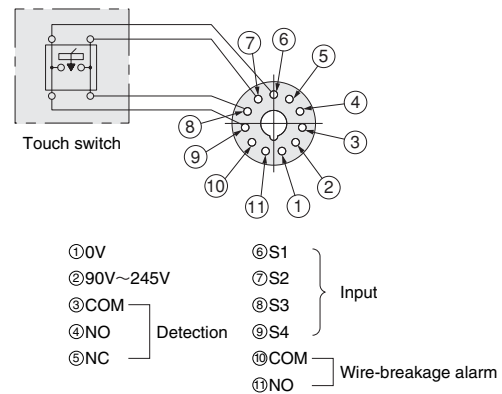 ⑦
⑥
⑤
④
③
②
①
⑪
⑩
⑨
⑧
Touch switch
①0V
②90V～245V
③COM
④NO
⑤NC
Detection
⑥S1
⑦S2
⑧S3
⑨S4
Input
⑩COM
⑪NO
Wire-breakage alarm